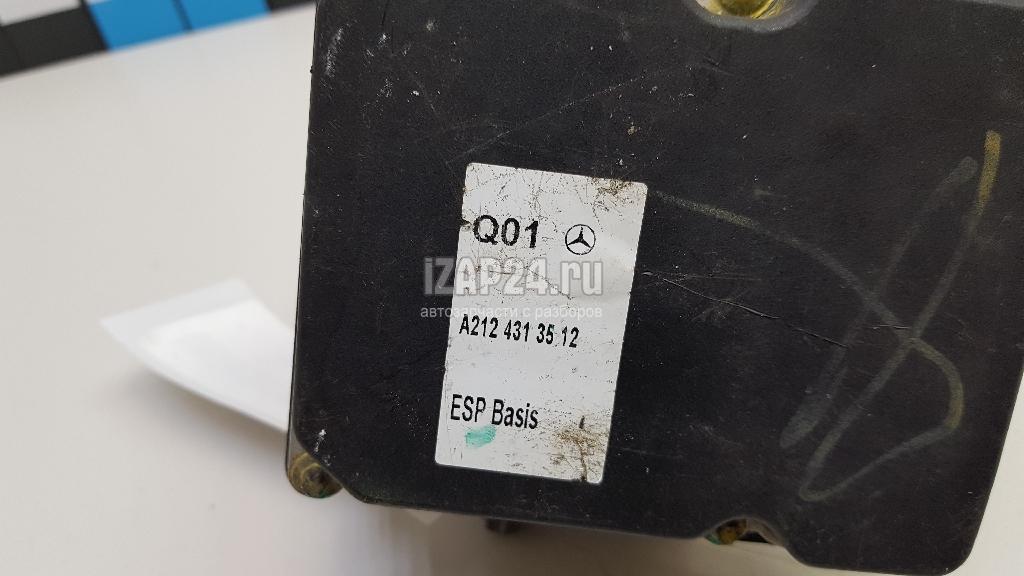 Q01
iZAP24.ru
автозапчасти с разборов
A212 431 35 12
ESP Basis